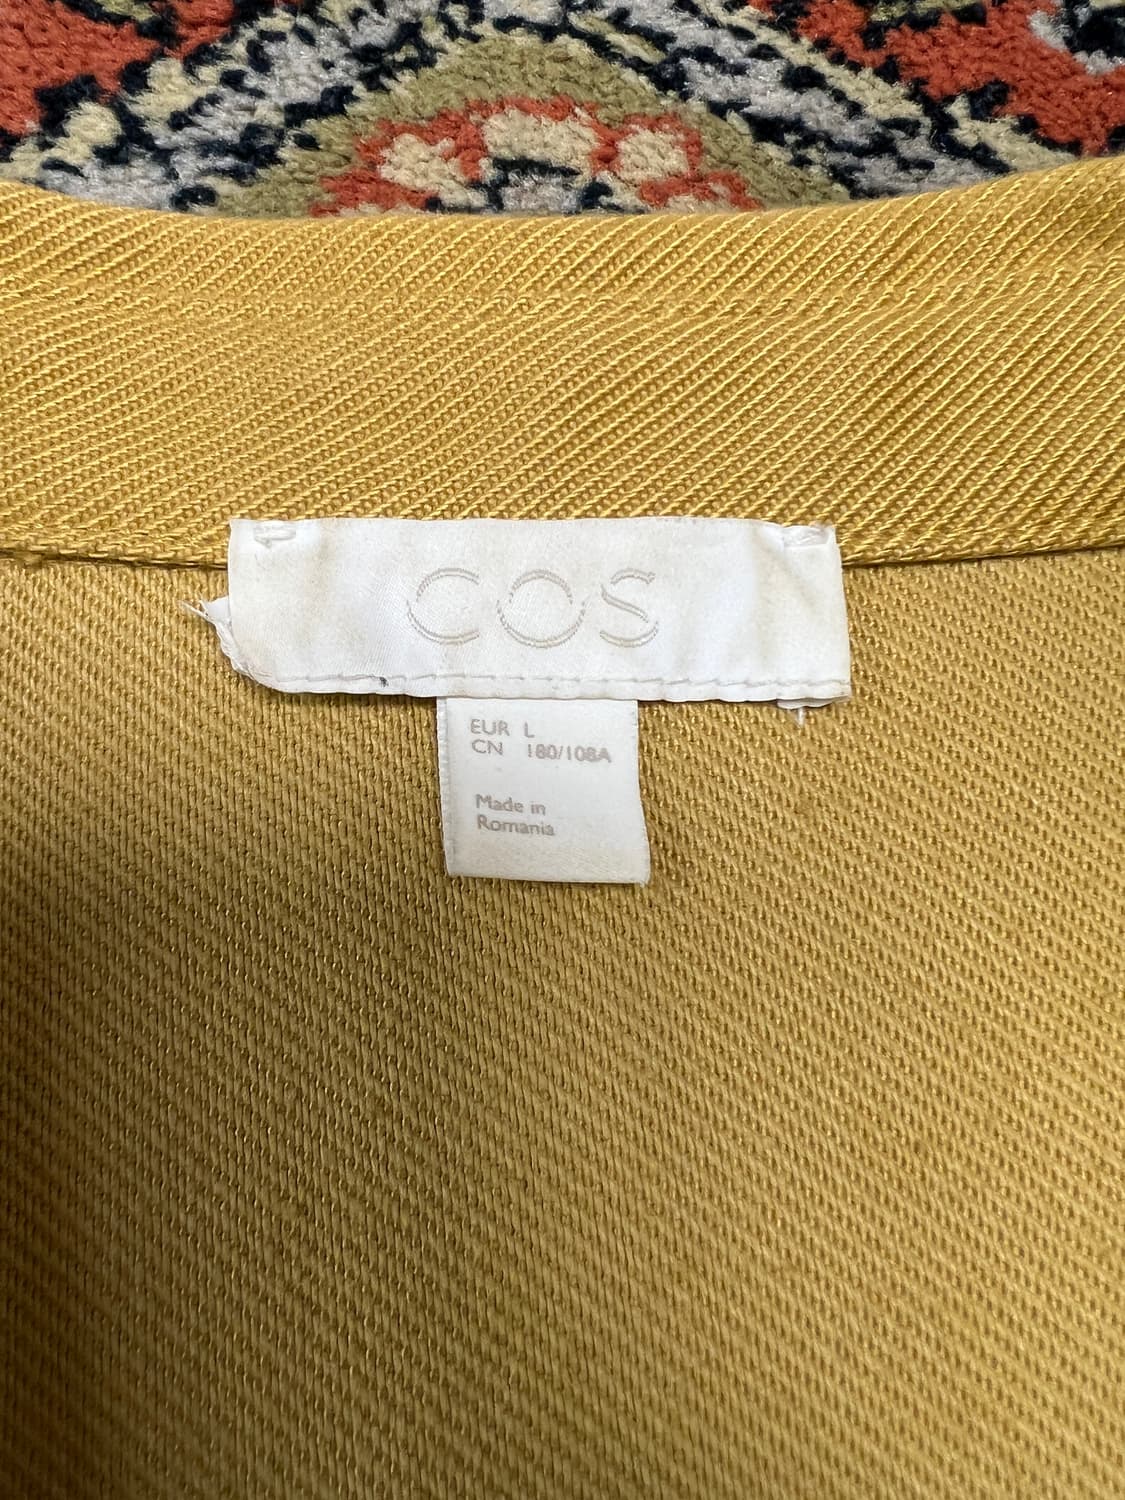 COS
EUR L
CN 180/108A
Made in
Romania